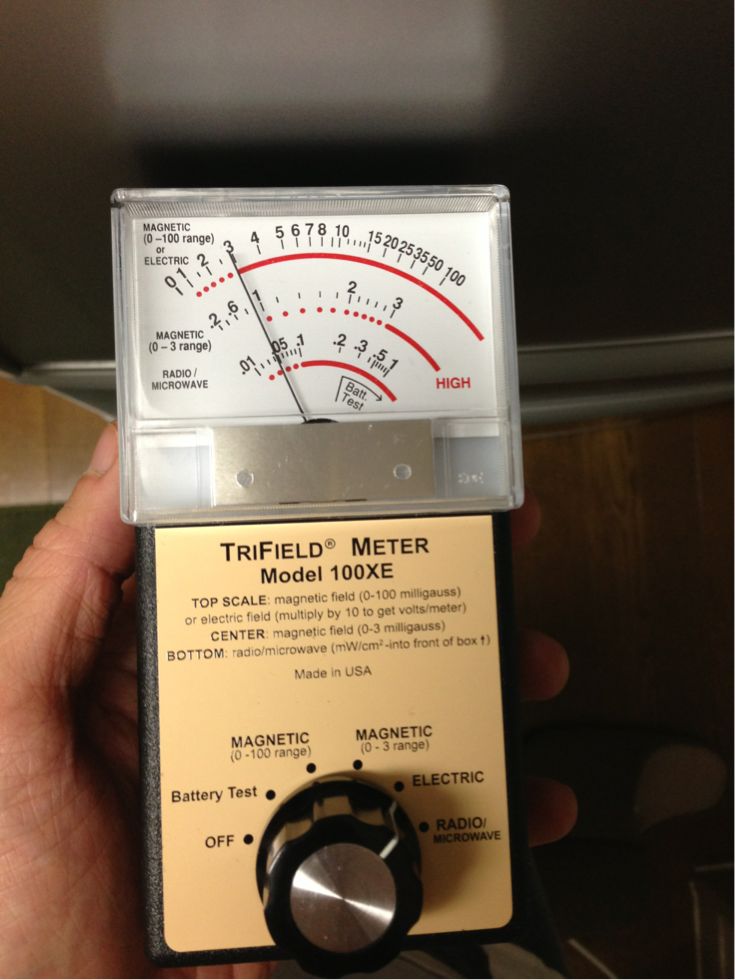 MAGNETIC
(0 –100 range)
or
ELECTRIC
0 1 2 3 4 5 6 7 8 10 15 20 25 35 50 100
MAGNETIC
(0 – 3 range)
.2 .6 1 2 3
RADIO /
MICROWAVE
.01 .05 .1 .2 .3 .5 1
HIGH
Batt.
Test
TRIFIELD® METER
Model 100XE
TOP SCALE: magnetic field (0-100 milligauss)
or electric field (multiply by 10 to get volts/meter)
CENTER: magnetic field (0-3 milligauss)
BOTTOM: radio/microwave (mW/cm²-into front of box †)
Made in USA
MAGNETIC
(0 -100 range)
MAGNETIC
(0 - 3 range)
Battery Test
ELECTRIC
OFF
RADIO/
MICROWAVE